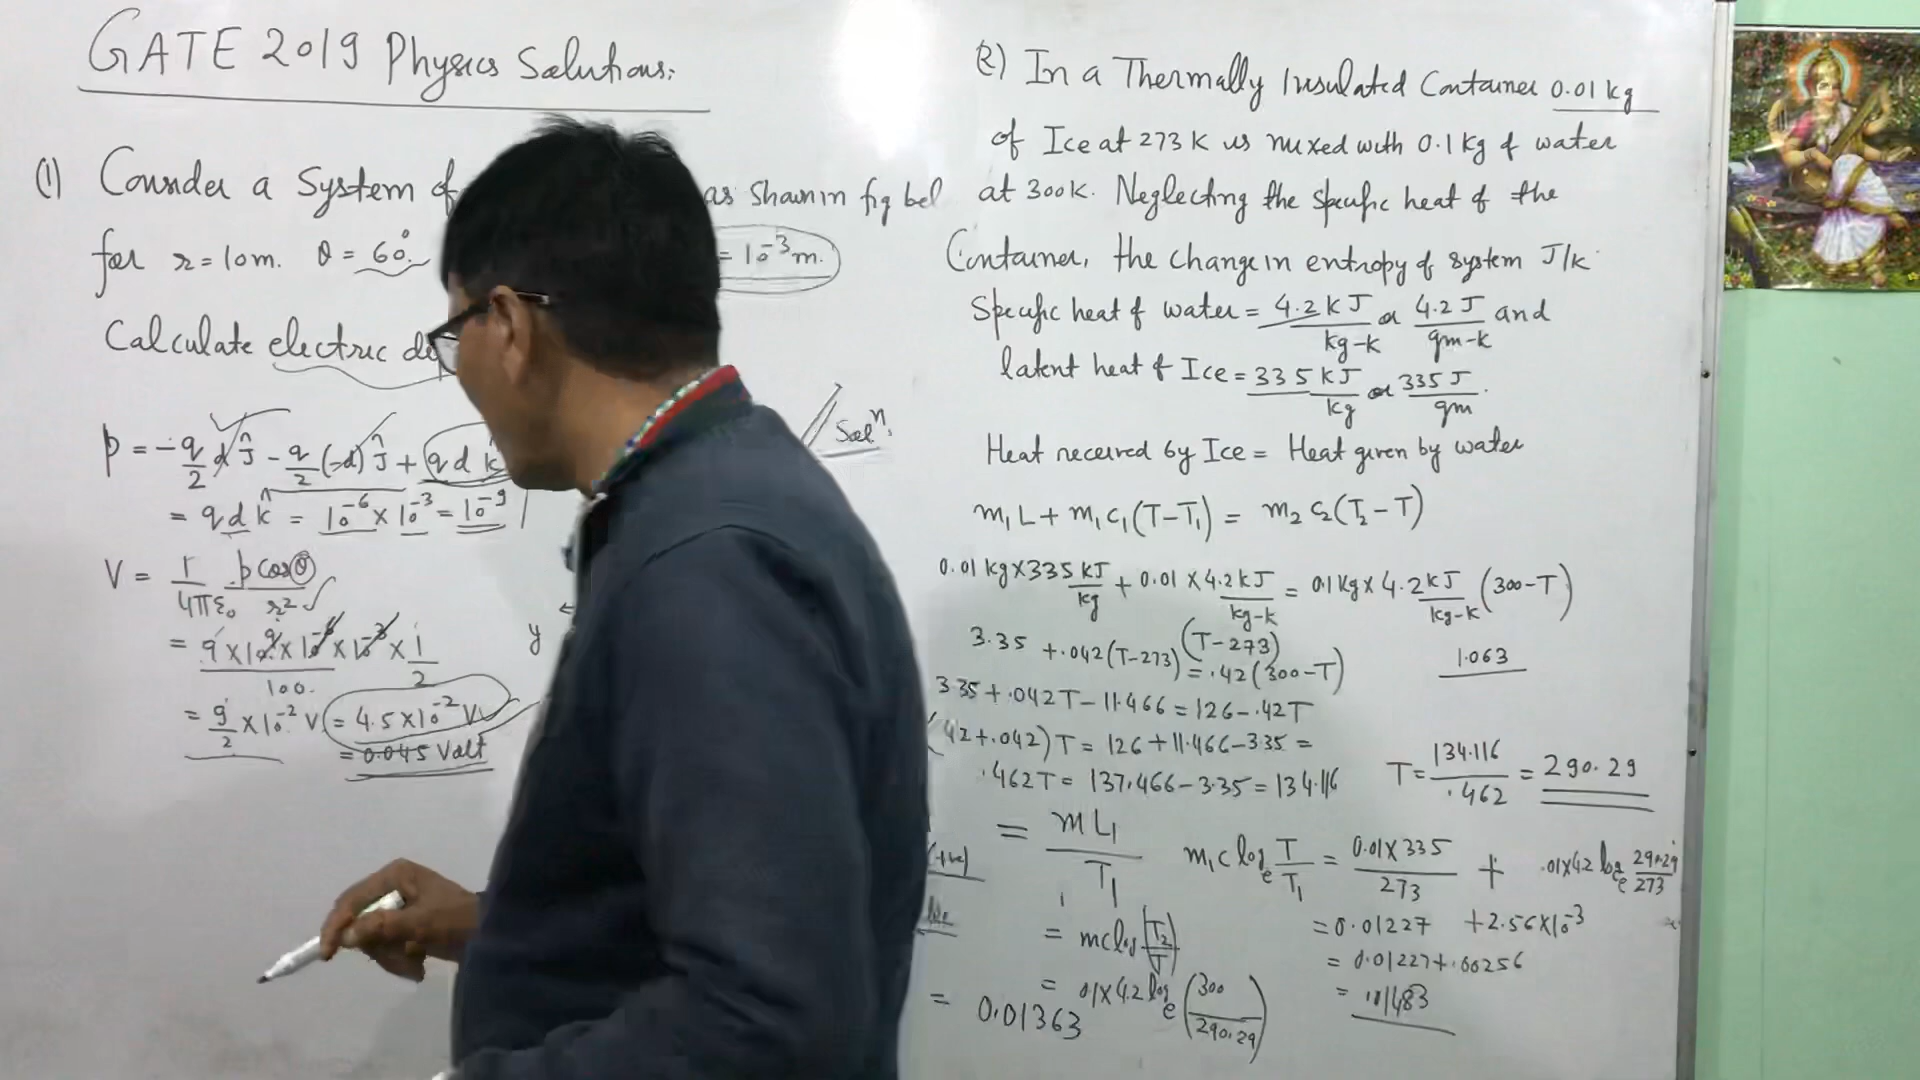 GATE 2019 Physics Solutions:
(1) Consider a System of as Shown in fig bel
for r = 10m. θ = 60°. = 10⁻³m.
Calculate electric
p = -q/2 d ĵ - q/2 (-d) ĵ + q d k
= q d k̂ = 10⁻⁶ × 10⁻³ = 10⁻⁹
V = 1/4πε₀ p cos θ/r²
= 9×10⁹×10⁻⁶×10⁻³/100. × 1/2
= 9/2 ×10⁻² V = 4.5×10⁻² V
= 0.045 Volt
y
Solⁿ.
2) In a Thermally Insulated Container 0.01 kg
of Ice at 273 K is mixed with 0.1 kg of water
at 300K. Neglecting the Specific heat of the
Container, the change in entropy of system J/K
Specific heat of water = 4.2 kJ/kg-k or 4.2 J/gm-k and
latent heat of Ice = 335 kJ/kg or 335 J/gm.
Heat received by Ice = Heat given by water
m₁L + m₁c₁(T-T₁) = m₂c₂(T₂-T)
0.01 kg×335 kJ/kg + 0.01 × 4.2 kJ/kg-k = 0.1 kg × 4.2 kJ/kg-k (300-T)
(T-273)
3.35 + .042(T-273) = .42(300-T)
1.063
3.35+.042T-11.466 = 126-.42T
42+.042)T = 126+11.466-3.35 =
.462T = 137.466-3.35 = 134.116
T = 134.116/.462 = 290.29
= mL₁/T₁ m₁c logₑ T/T₁ = 0.01×335/273 + .01×4.2 logₑ 290.29/273
(+ve)
= 0.01227 + 2.56×10⁻³
= mc log (T₂/T)
= 0.01227+.00256
= .01×4.2 logₑ (300/290.29)
= .01483
= 0.01363